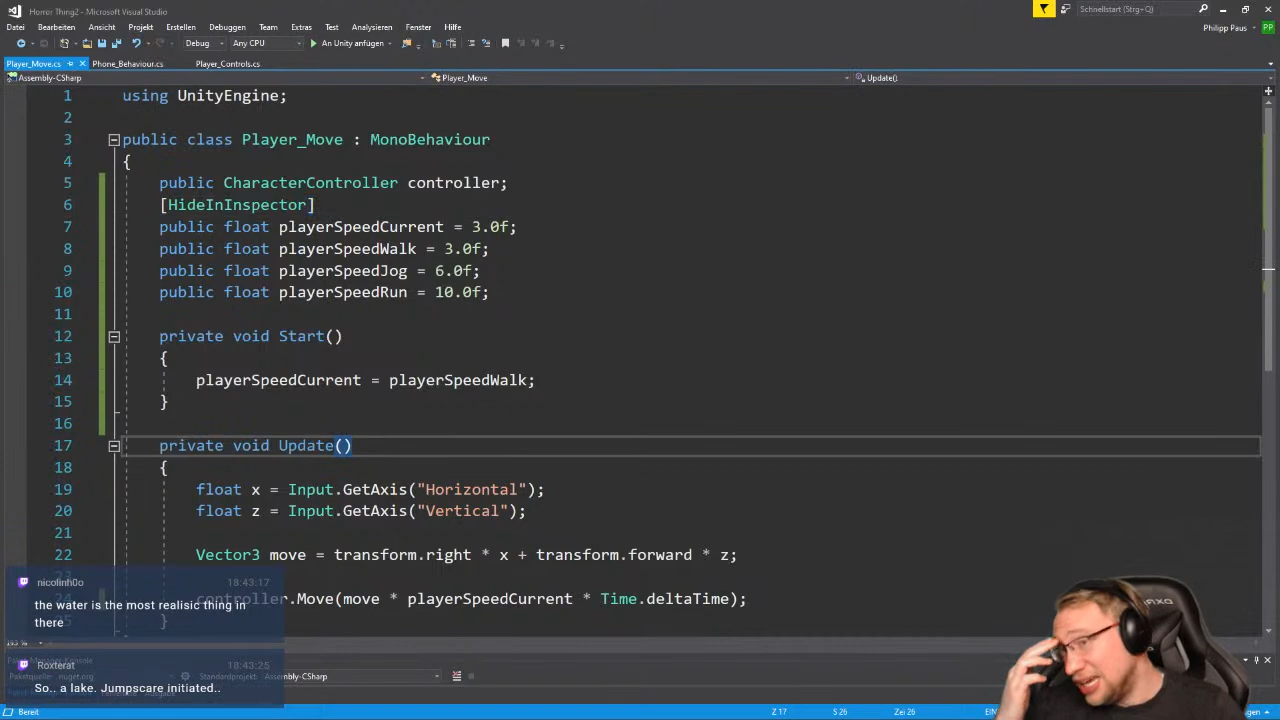 Horror Thing2 - Microsoft Visual Studio
Schnellstart (Strg+Q)
Datei Bearbeiten Ansicht Projekt Erstellen Debuggen Team Extras Test Analysieren Fenster Hilfe
Philipp Paus PP
Debug Any CPU An Unity anfügen
Player_Move.cs Phone_Behaviour.cs Player_Controls.cs
Assembly-CSharp Player_Move Update()
1 using UnityEngine;
2
3 public class Player_Move : MonoBehaviour
4 {
5 public CharacterController controller;
6 [HideInInspector]
7 public float playerSpeedCurrent = 3.0f;
8 public float playerSpeedWalk = 3.0f;
9 public float playerSpeedJog = 6.0f;
10 public float playerSpeedRun = 10.0f;
11
12 private void Start()
13 {
14 playerSpeedCurrent = playerSpeedWalk;
15 }
16
17 private void Update()
18 {
19 float x = Input.GetAxis("Horizontal");
20 float z = Input.GetAxis("Vertical");
21
22 Vector3 move = transform.right * x + transform.forward * z;
controller.Move(move * playerSpeedCurrent * Time.deltaTime);
}
nicolinh0o 18:43:17
the water is the most realisic thing in
there
Roxterat 18:43:25
So.. a lake. Jumpscare initiated..
Paketquelle: nuget.org Standardprojekt: Assembly-CSharp
Bereit Z 17 S 26 Zei 26